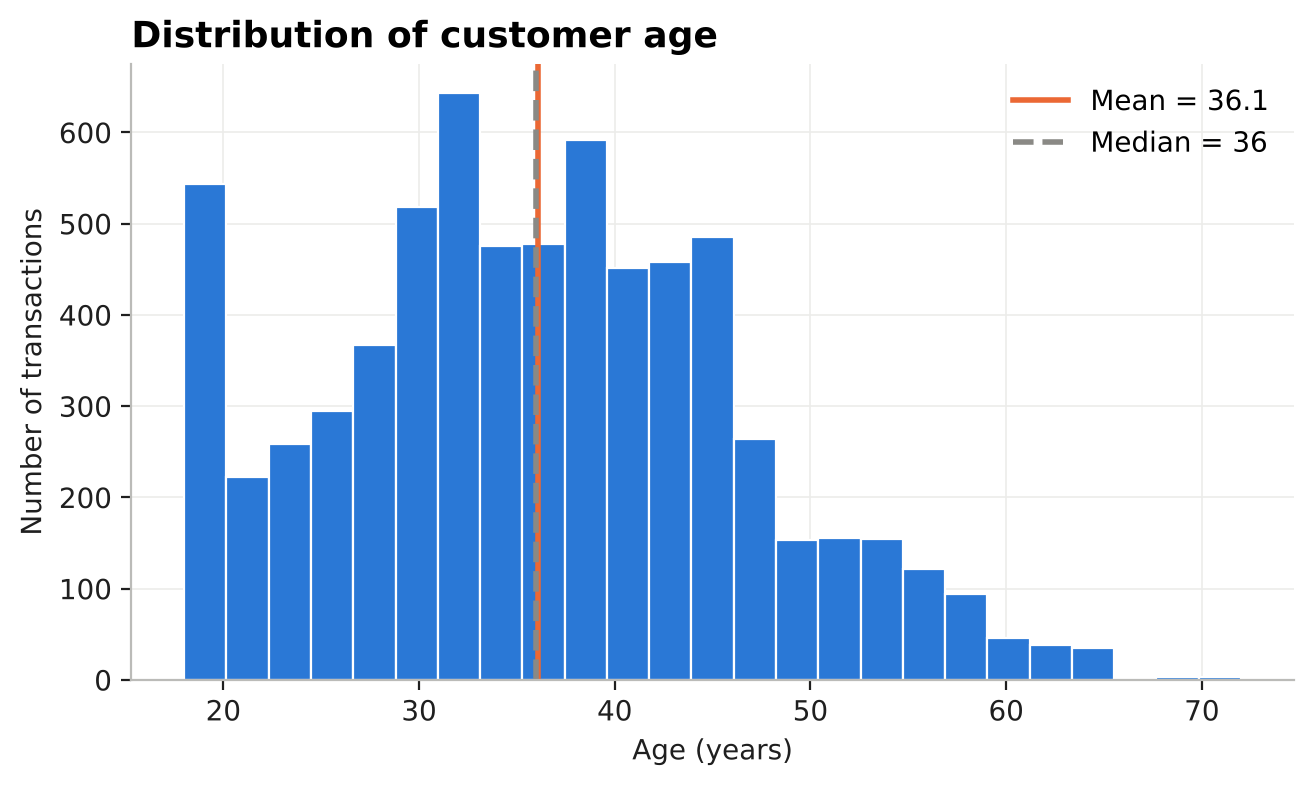 Distribution of customer age
Mean = 36.1
Median = 36
Number of transactions
600
500
400
300
200
100
0
20 30 40 50 60 70
Age (years)